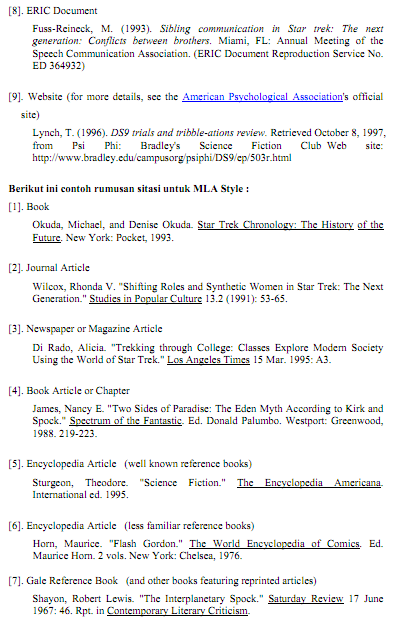 [8]. ERIC Document
Fuss-Reineck, M. (1993). Sibling communication in Star trek: The next
generation: Conflicts between brothers. Miami, FL: Annual Meeting of the
Speech Communication Association. (ERIC Document Reproduction Service No.
ED 364932)
[9]. Website (for more details, see the American Psychological Association's official
site)
Lynch, T. (1996). DS9 trials and tribble-ations review. Retrieved October 8, 1997,
from Psi Phi: Bradley's Science Fiction Club Web site:
http://www.bradley.edu/campusorg/psiphi/DS9/ep/503r.html
Berikut ini contoh rumusan sitasi untuk MLA Style :
[1]. Book
Okuda, Michael, and Denise Okuda. Star Trek Chronology: The History of the
Future. New York: Pocket, 1993.
[2]. Journal Article
Wilcox, Rhonda V. "Shifting Roles and Synthetic Women in Star Trek: The Next
Generation." Studies in Popular Culture 13.2 (1991): 53-65.
[3]. Newspaper or Magazine Article
Di Rado, Alicia. "Trekking through College: Classes Explore Modern Society
Using the World of Star Trek." Los Angeles Times 15 Mar. 1995: A3.
[4]. Book Article or Chapter
James, Nancy E. "Two Sides of Paradise: The Eden Myth According to Kirk and
Spock." Spectrum of the Fantastic. Ed. Donald Palumbo. Westport: Greenwood,
1988. 219-223.
[5]. Encyclopedia Article (well known reference books)
Sturgeon, Theodore. "Science Fiction." The Encyclopedia Americana.
International ed. 1995.
[6]. Encyclopedia Article (less familiar reference books)
Horn, Maurice. "Flash Gordon." The World Encyclopedia of Comics. Ed.
Maurice Horn. 2 vols. New York: Chelsea, 1976.
[7]. Gale Reference Book (and other books featuring reprinted articles)
Shayon, Robert Lewis. "The Interplanetary Spock." Saturday Review 17 June
1967: 46. Rpt. in Contemporary Literary Criticism.